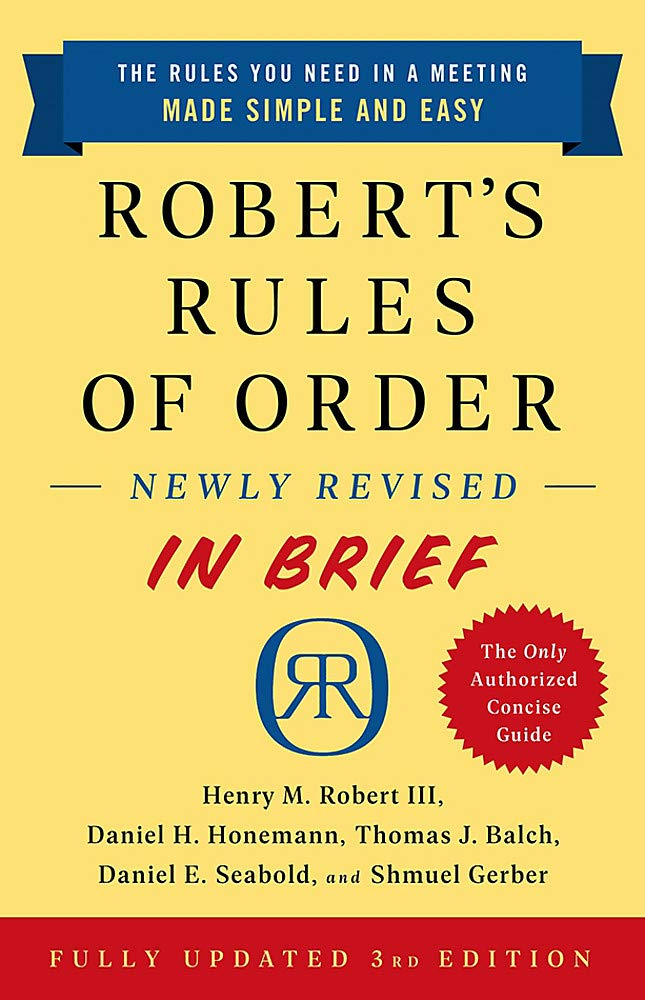 THE RULES YOU NEED IN A MEETING
MADE SIMPLE AND EASY
ROBERT'S
RULES
OF ORDER
NEWLY REVISED
IN BRIEF
RRO
The Only
Authorized
Concise
Guide
Henry M. Robert III,
Daniel H. Honemann, Thomas J. Balch,
Daniel E. Seabold, and Shmuel Gerber
FULLY UPDATED 3RD EDITION